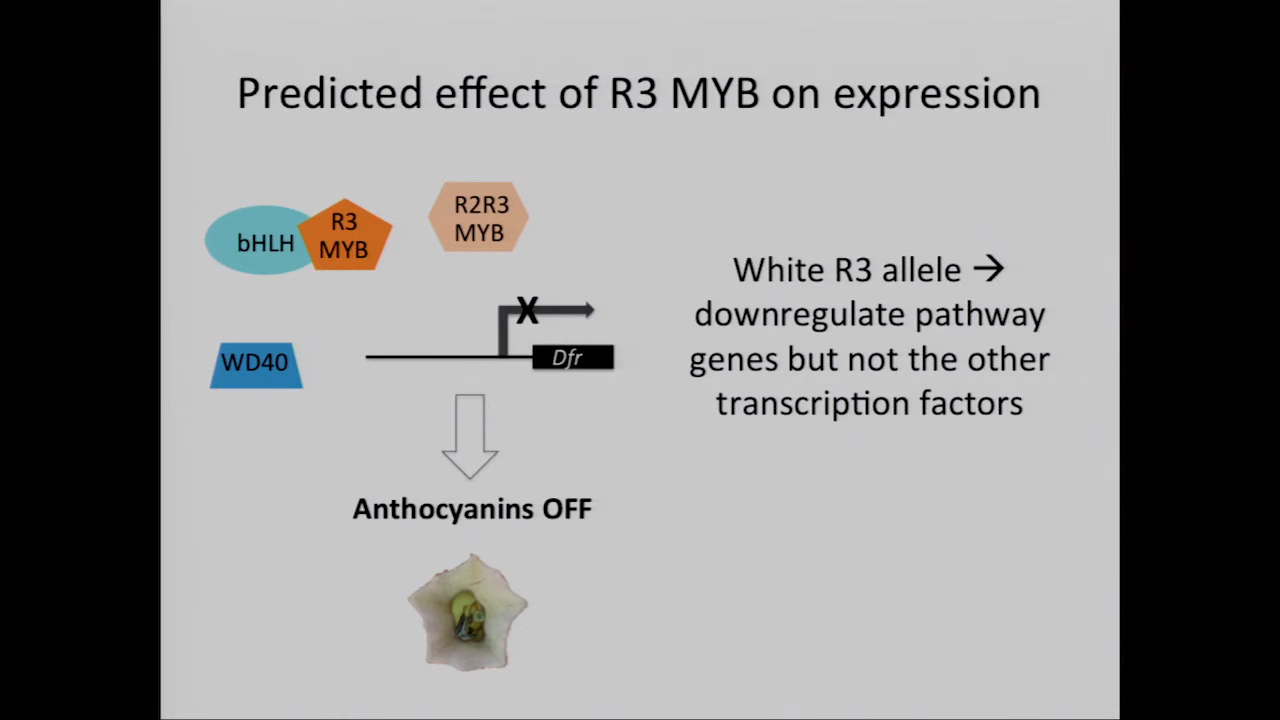 Predicted effect of R3 MYB on expression
R2R3
MYB
R3
MYB
bHLH
X
WD40
Dfr
White R3 allele →
downregulate pathway
genes but not the other
transcription factors
Anthocyanins OFF